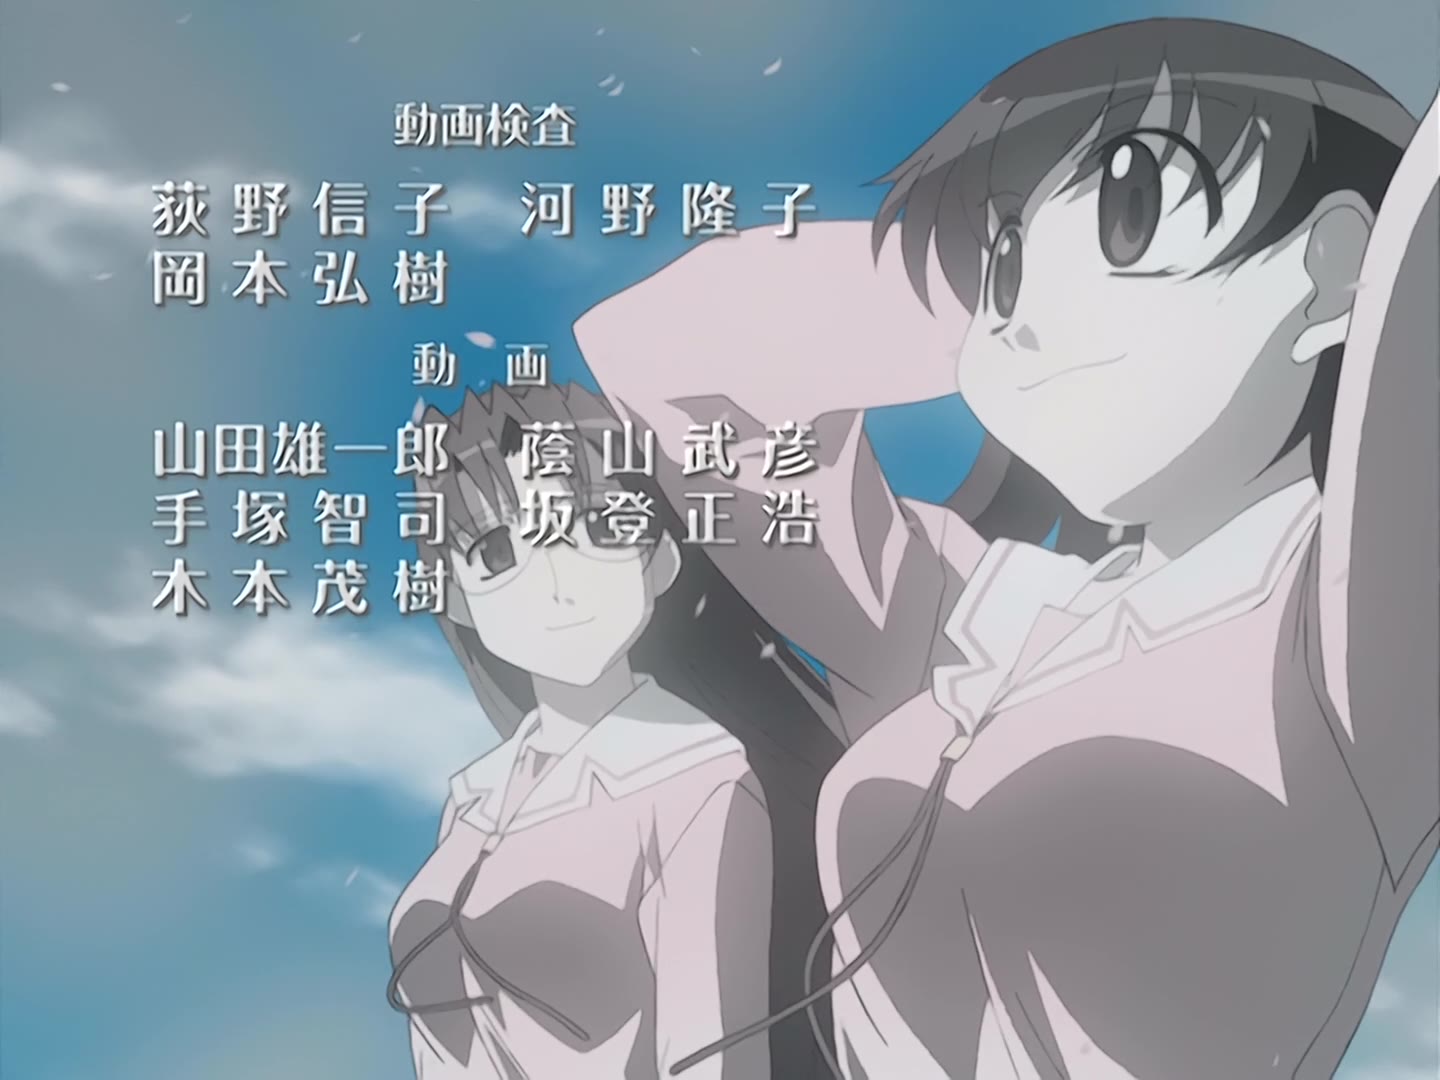 動画検査
荻野信子 河野隆子
岡本弘樹
動 画
山田雄一郎 蔭山武彦
手塚智司 坂登正浩
木本茂樹